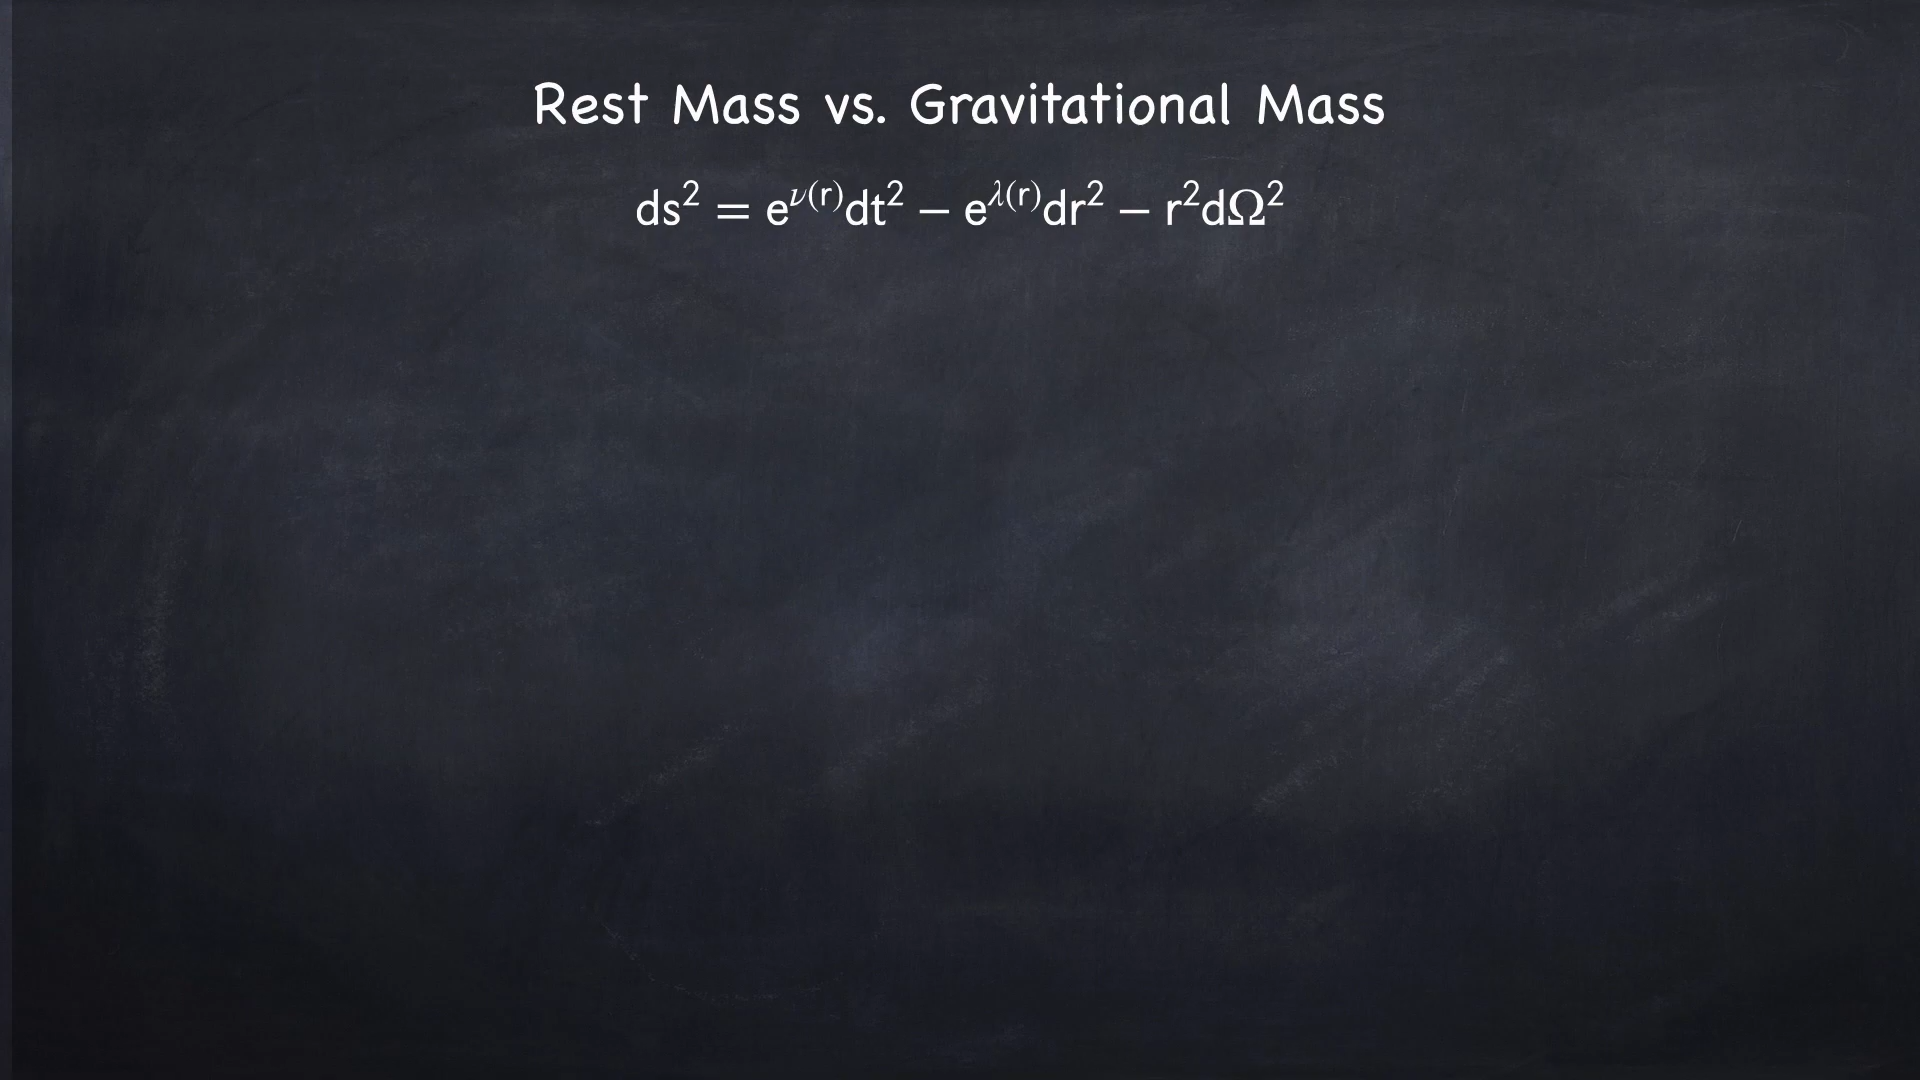 Rest Mass vs. Gravitational Mass
ds² = e^{ν(r)}dt² − e^{λ(r)}dr² − r²dΩ²